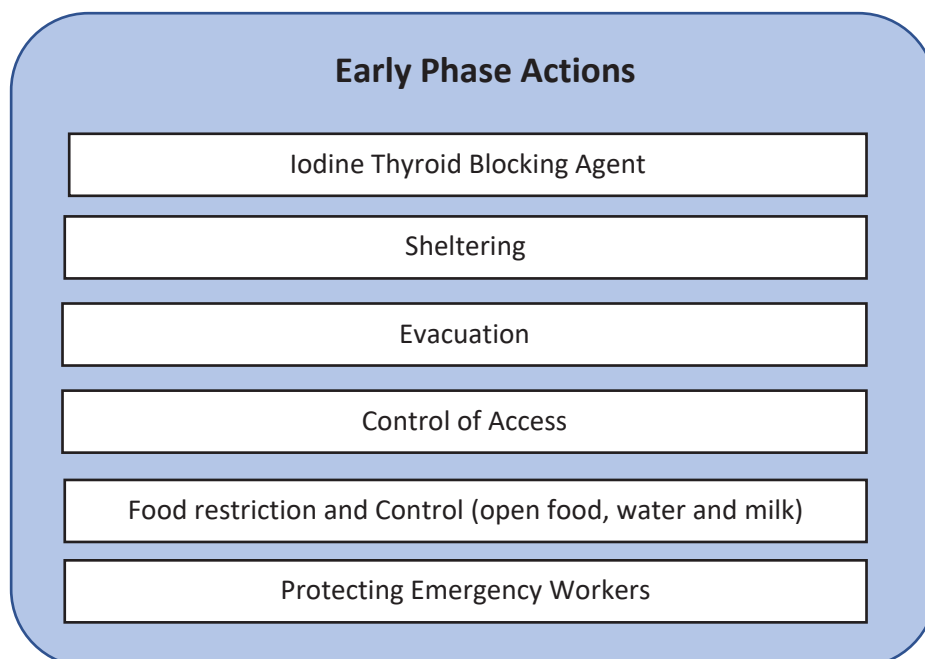 Early Phase Actions
Iodine Thyroid Blocking Agent
Sheltering
Evacuation
Control of Access
Food restriction and Control (open food, water and milk)
Protecting Emergency Workers